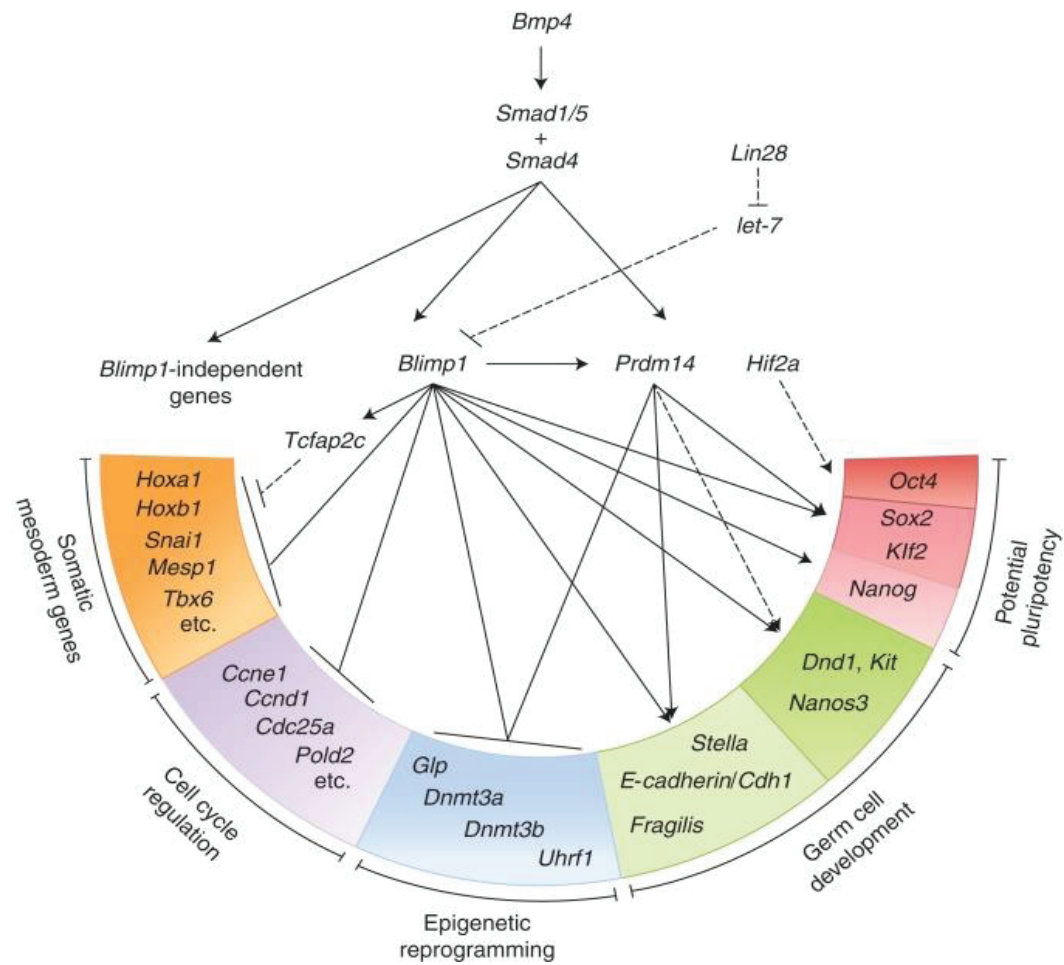 Bmp4
Smad1/5
+
Smad4
Lin28
let-7
Blimp1-independent
genes
Blimp1
Prdm14
Hif2a
Tcfap2c
Hoxa1
Hoxb1
Snai1
Mesp1
Tbx6
etc.
Somatic
mesoderm genes
Ccne1
Ccnd1
Cdc25a
Pold2
etc.
Cell cycle
regulation
Glp
Dnmt3a
Dnmt3b
Uhrf1
Epigenetic
reprogramming
Stella
E-cadherin/Cdh1
Fragilis
Dnd1, Kit
Nanos3
Germ cell
development
Oct4
Sox2
Klf2
Nanog
Potential
pluripotency